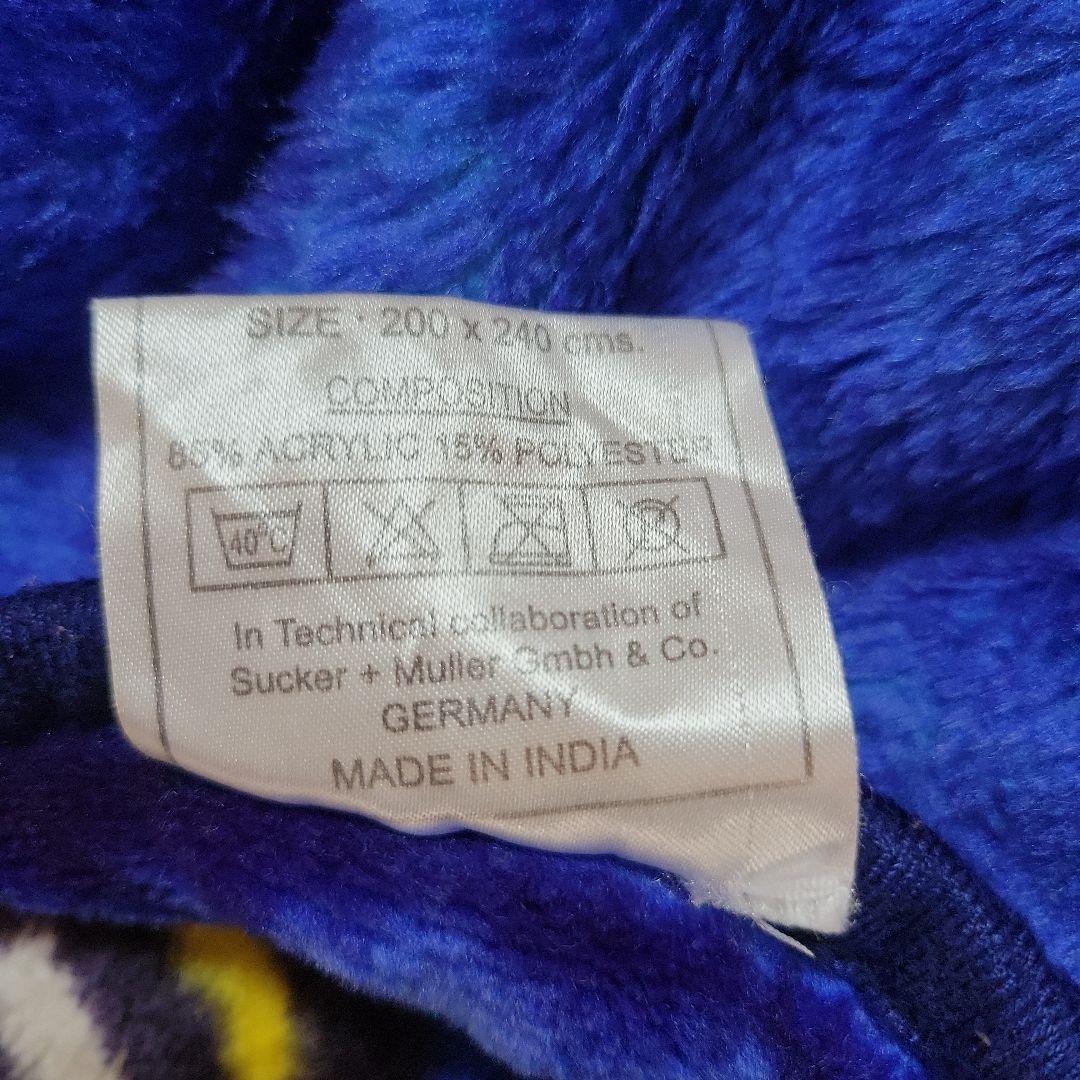 SIZE : 200 x 240 cms.
COMPOSITION
85% ACRYLIC 15% POLYESTER
40°C
In Technical collaboration of
Sucker + Muller Gmbh & Co.
GERMANY
MADE IN INDIA